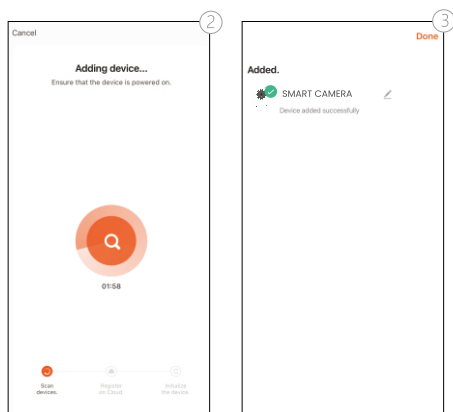 2
Cancel
Adding device...
Ensure that the device is powered on.
01:58
Scan
devices.
Register
on Cloud.
Initialize
the device.
3
Done
Added.
SMART CAMERA
Device added successfully